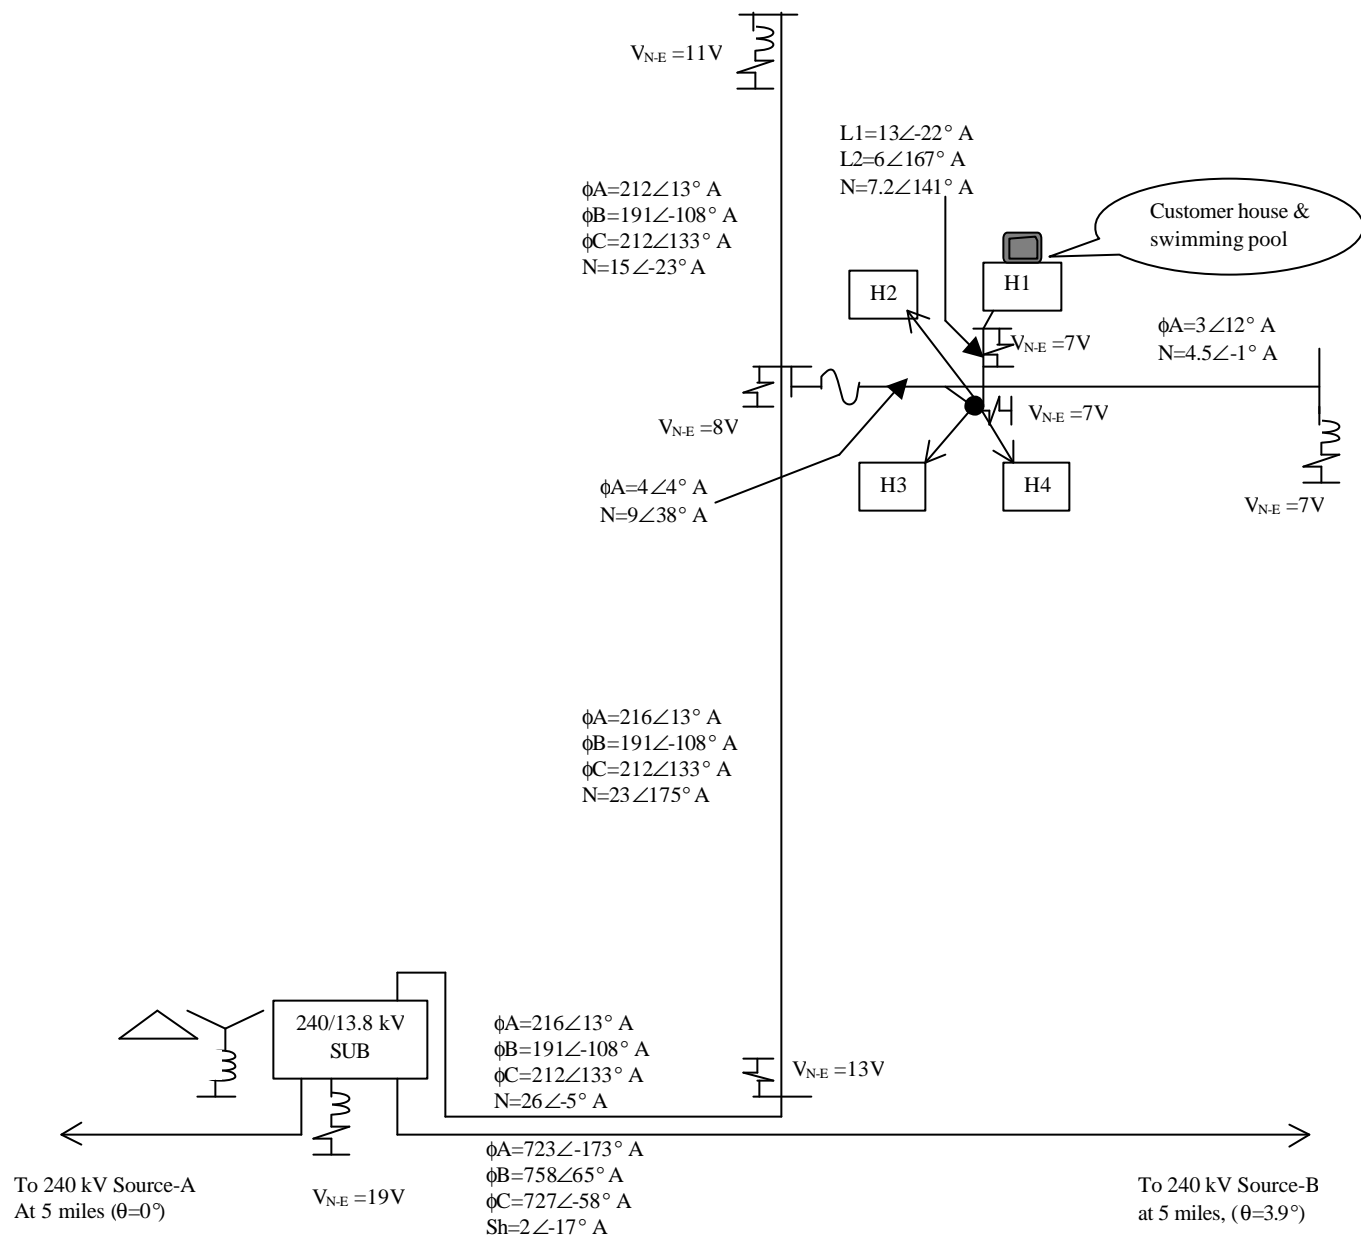 V_N-E =11V
L1=13∠-22° A
L2=6∠167° A
N=7.2∠141° A
ϕA=212∠13° A
ϕB=191∠-108° A
ϕC=212∠133° A
N=15∠-23° A
Customer house &
swimming pool
H1
H2
V_N-E =7V
ϕA=3∠12° A
N=4.5∠-1° A
V_N-E =8V
V_N-E =7V
H3
H4
ϕA=4∠4° A
N=9∠38° A
V_N-E =7V
ϕA=216∠13° A
ϕB=191∠-108° A
ϕC=212∠133° A
N=23∠175° A
240/13.8 kV
SUB
ϕA=216∠13° A
ϕB=191∠-108° A
ϕC=212∠133° A
N=26∠-5° A
V_N-E =13V
ϕA=723∠-173° A
ϕB=758∠65° A
ϕC=727∠-58° A
Sh=2∠-17° A
To 240 kV Source-A
At 5 miles (θ=0°)
V_N-E =19V
To 240 kV Source-B
at 5 miles, (θ=3.9°)